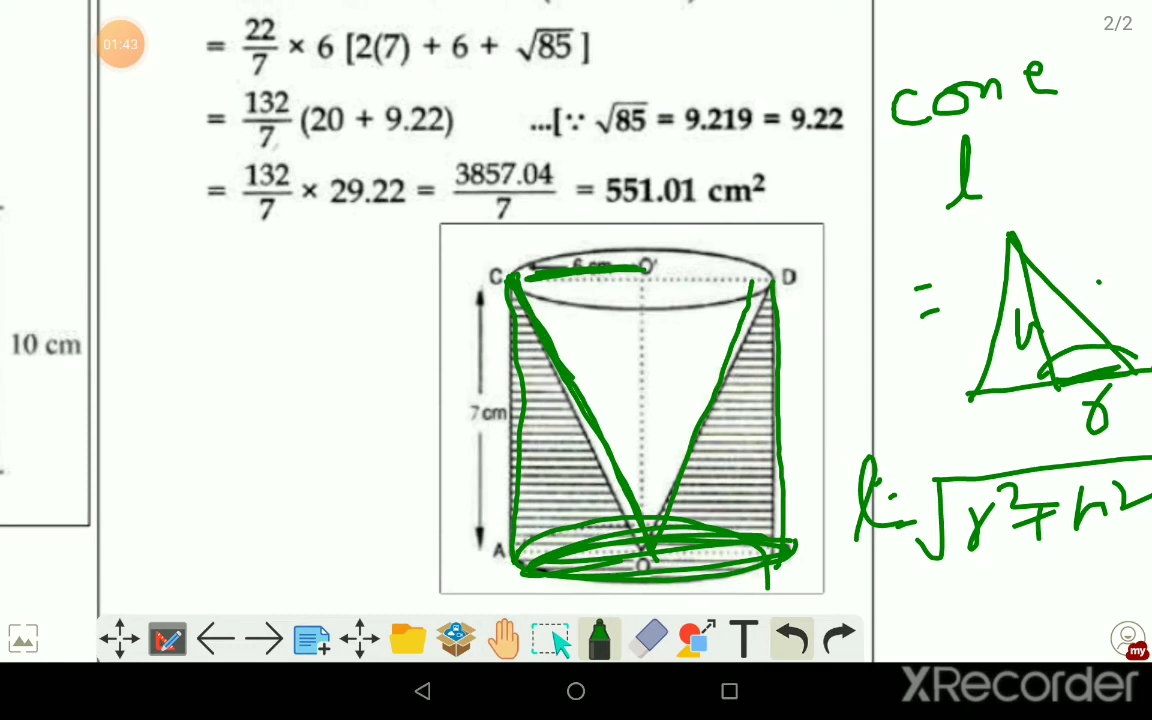 2/2
01:43
= 22/7 × 6 [2(7) + 6 + √85 ]
= 132/7 (20 + 9.22) ...[∵ √85 = 9.219 = 9.22
= 132/7 × 29.22 = 3857.04/7 = 551.01 cm²
cone
l
=
h
r
l = √r² + h²
10 cm
C 6 cm O' D
7 cm
A O
T
my
XRecorder